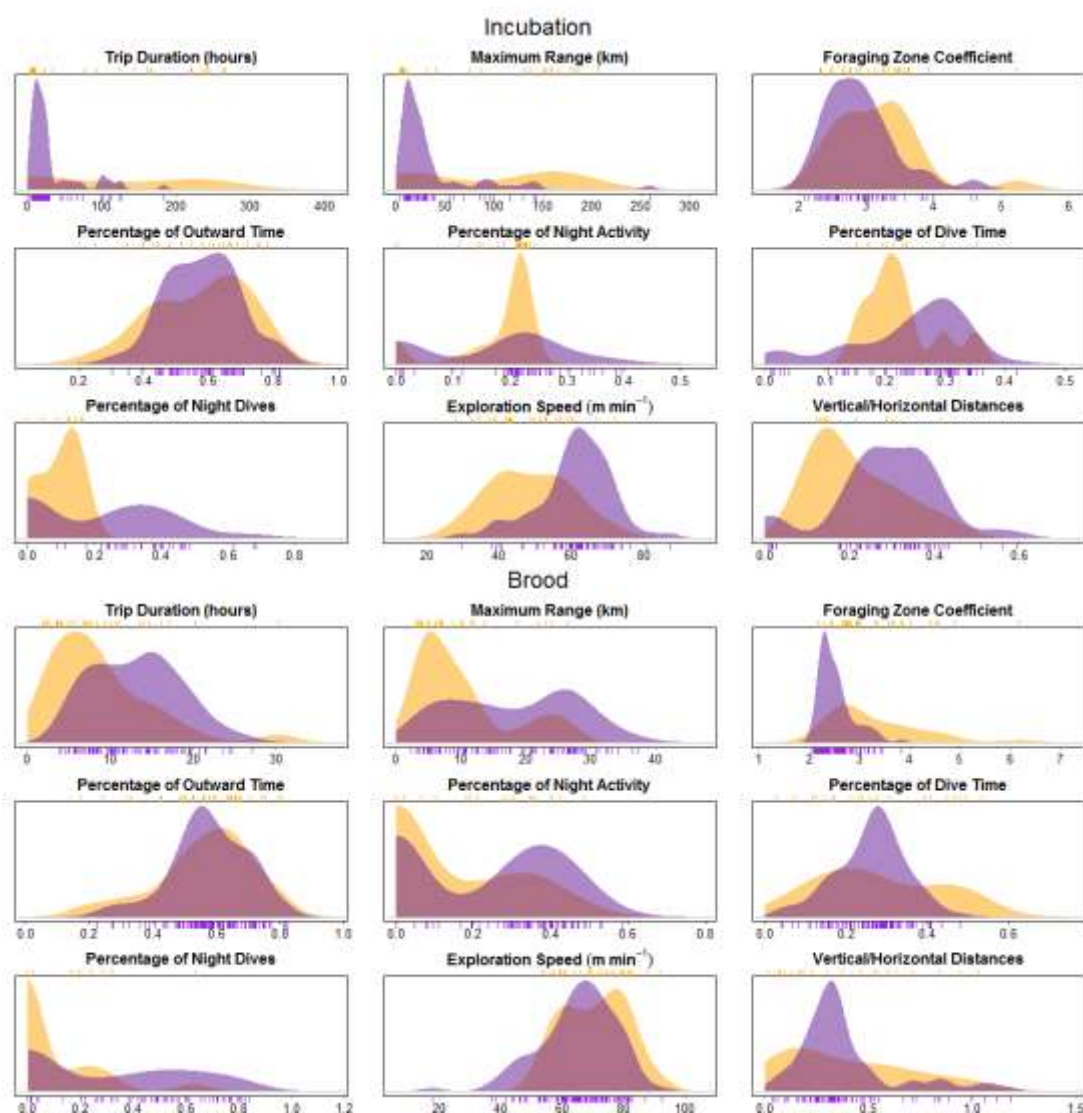 Incubation
Trip Duration (hours) Maximum Range (km) Foraging Zone Coefficient
0 100 200 300 400 0 50 100 150 200 250 300 2 3 4 5 6
Percentage of Outward Time Percentage of Night Activity Percentage of Dive Time
0.2 0.4 0.6 0.8 1.0 0.0 0.1 0.2 0.3 0.4 0.5 0.0 0.1 0.2 0.3 0.4 0.5
Percentage of Night Dives Exploration Speed (m min⁻¹) Vertical/Horizontal Distances
0.0 0.2 0.4 0.6 0.8 20 40 60 80 0.0 0.2 0.4 0.6
Brood
Trip Duration (hours) Maximum Range (km) Foraging Zone Coefficient
0 10 20 30 0 10 20 30 40 1 2 3 4 5 6 7
Percentage of Outward Time Percentage of Night Activity Percentage of Dive Time
0.0 0.2 0.4 0.6 0.8 1.0 0.0 0.2 0.4 0.6 0.8 0.0 0.2 0.4 0.6
Percentage of Night Dives Exploration Speed (m min⁻¹) Vertical/Horizontal Distances
0.0 0.2 0.4 0.6 0.8 1.0 1.2 20 40 60 80 100 0.0 0.5 1.0 1.5